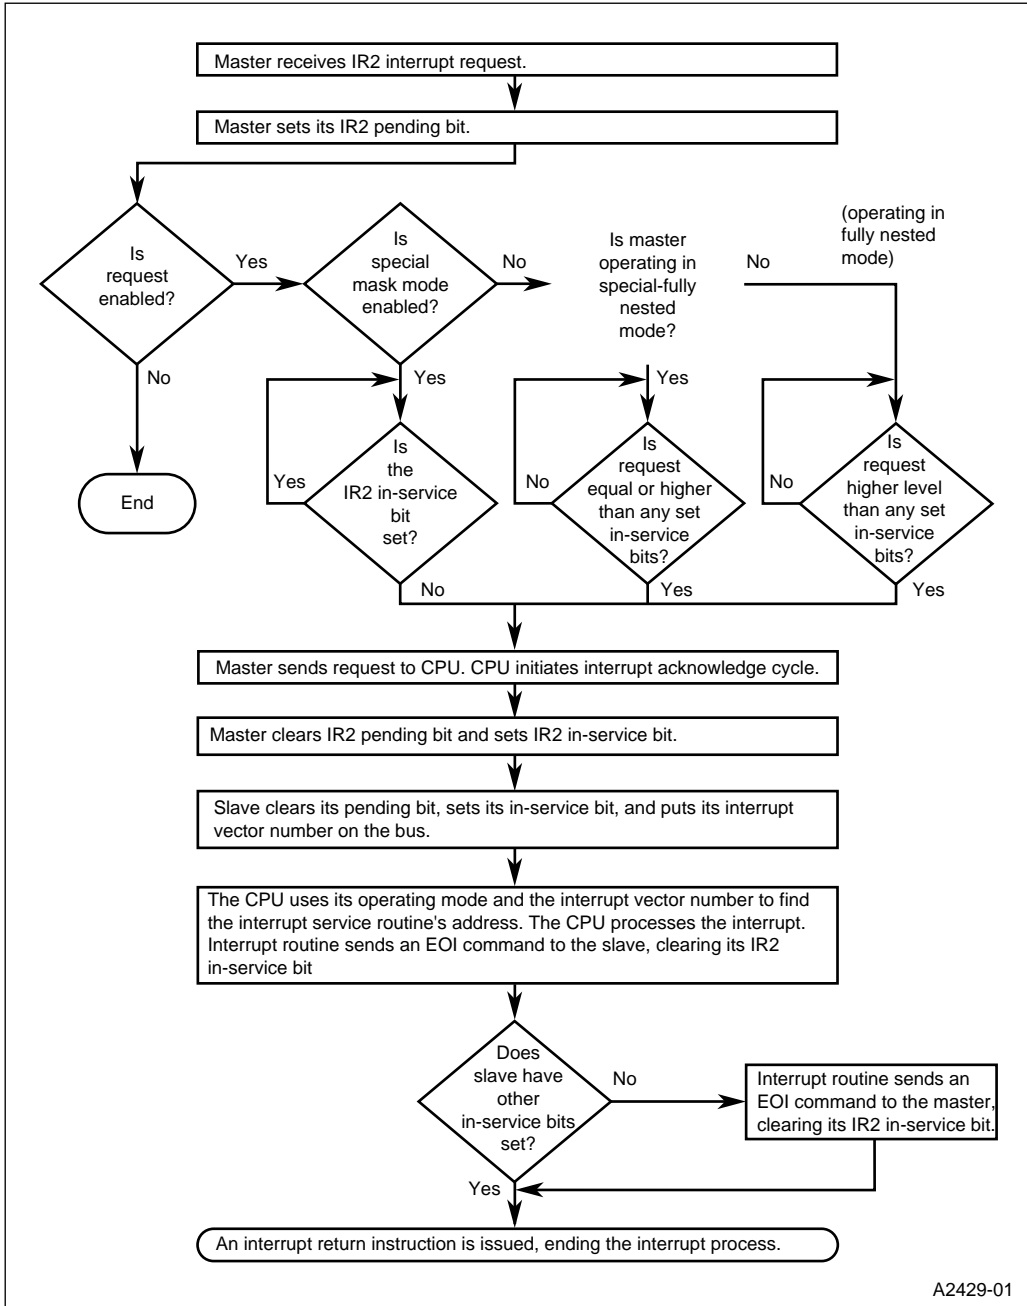 Master receives IR2 interrupt request.
Master sets its IR2 pending bit.
Is
request
enabled?
Yes
No
End
Is
special
mask mode
enabled?
No
Yes
Is master
operating in
special-fully
nested
mode?
No
Yes
(operating in
fully nested
mode)
Is
the
IR2 in-service
bit
set?
Yes
No
Is
request
equal or higher
than any set
in-service
bits?
No
Yes
Is
request
higher level
than any set
in-service
bits?
No
Yes
Master sends request to CPU. CPU initiates interrupt acknowledge cycle.
Master clears IR2 pending bit and sets IR2 in-service bit.
Slave clears its pending bit, sets its in-service bit, and puts its interrupt
vector number on the bus.
The CPU uses its operating mode and the interrupt vector number to find
the interrupt service routine's address. The CPU processes the interrupt.
Interrupt routine sends an EOI command to the slave, clearing its IR2
in-service bit
Does
slave have
other
in-service bits
set?
No
Interrupt routine sends an
EOI command to the master,
clearing its IR2 in-service bit.
Yes
An interrupt return instruction is issued, ending the interrupt process.
A2429-01